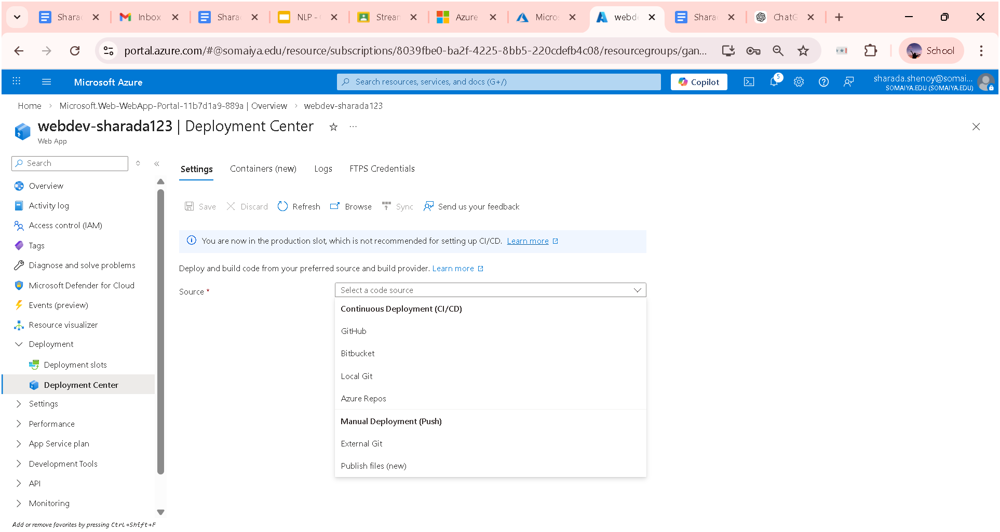 Shara
Inbox
Shara
NLP -
Strear
Azure
Micros
webde
Shara
ChatG
portal.azure.com/#@somaiya.edu/resource/subscriptions/8039fbe0-ba2f-4225-8bb5-220cdefb4c08/resourcegroups/gan...
School
Microsoft Azure
Search resources, services, and docs (G+/)
Copilot
5
sharada.shenoy@somai...
SOMAIYA.EDU (SOMAIYA.EDU)
Home > Microsoft.Web-WebApp-Portal-11b7d1a9-889a | Overview > webdev-sharada123
webdev-sharada123 | Deployment Center
Web App
Search
Overview
Activity log
Access control (IAM)
Tags
Diagnose and solve problems
Microsoft Defender for Cloud
Events (preview)
Resource visualizer
Deployment
Deployment slots
Deployment Center
Settings
Performance
App Service plan
Development Tools
API
Monitoring
Add or remove favorites by pressing Ctrl+Shift+F
Settings Containers (new) Logs FTPS Credentials
Save Discard Refresh Browse Sync Send us your feedback
You are now in the production slot, which is not recommended for setting up CI/CD. Learn more
Deploy and build code from your preferred source and build provider. Learn more
Source *
Select a code source
Continuous Deployment (CI/CD)
GitHub
Bitbucket
Local Git
Azure Repos
Manual Deployment (Push)
External Git
Publish files (new)